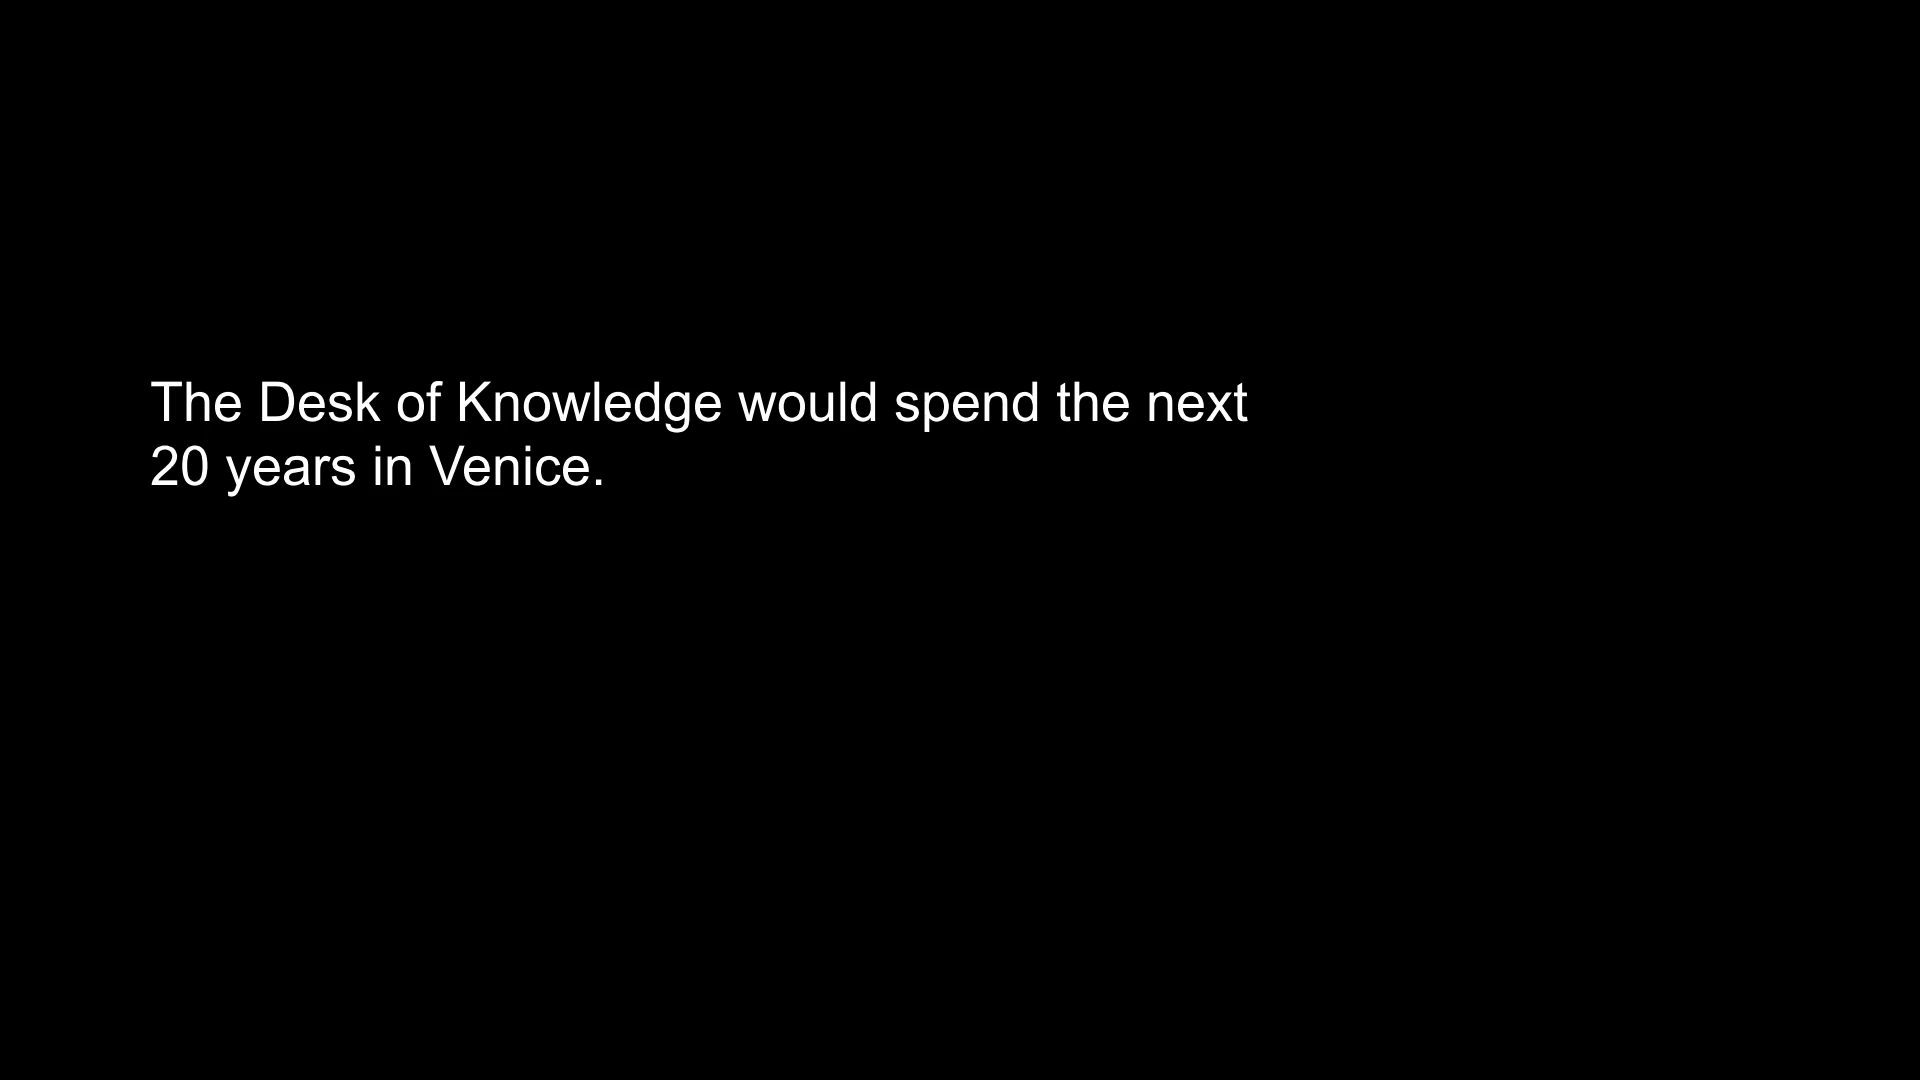 The Desk of Knowledge would spend the next
20 years in Venice.